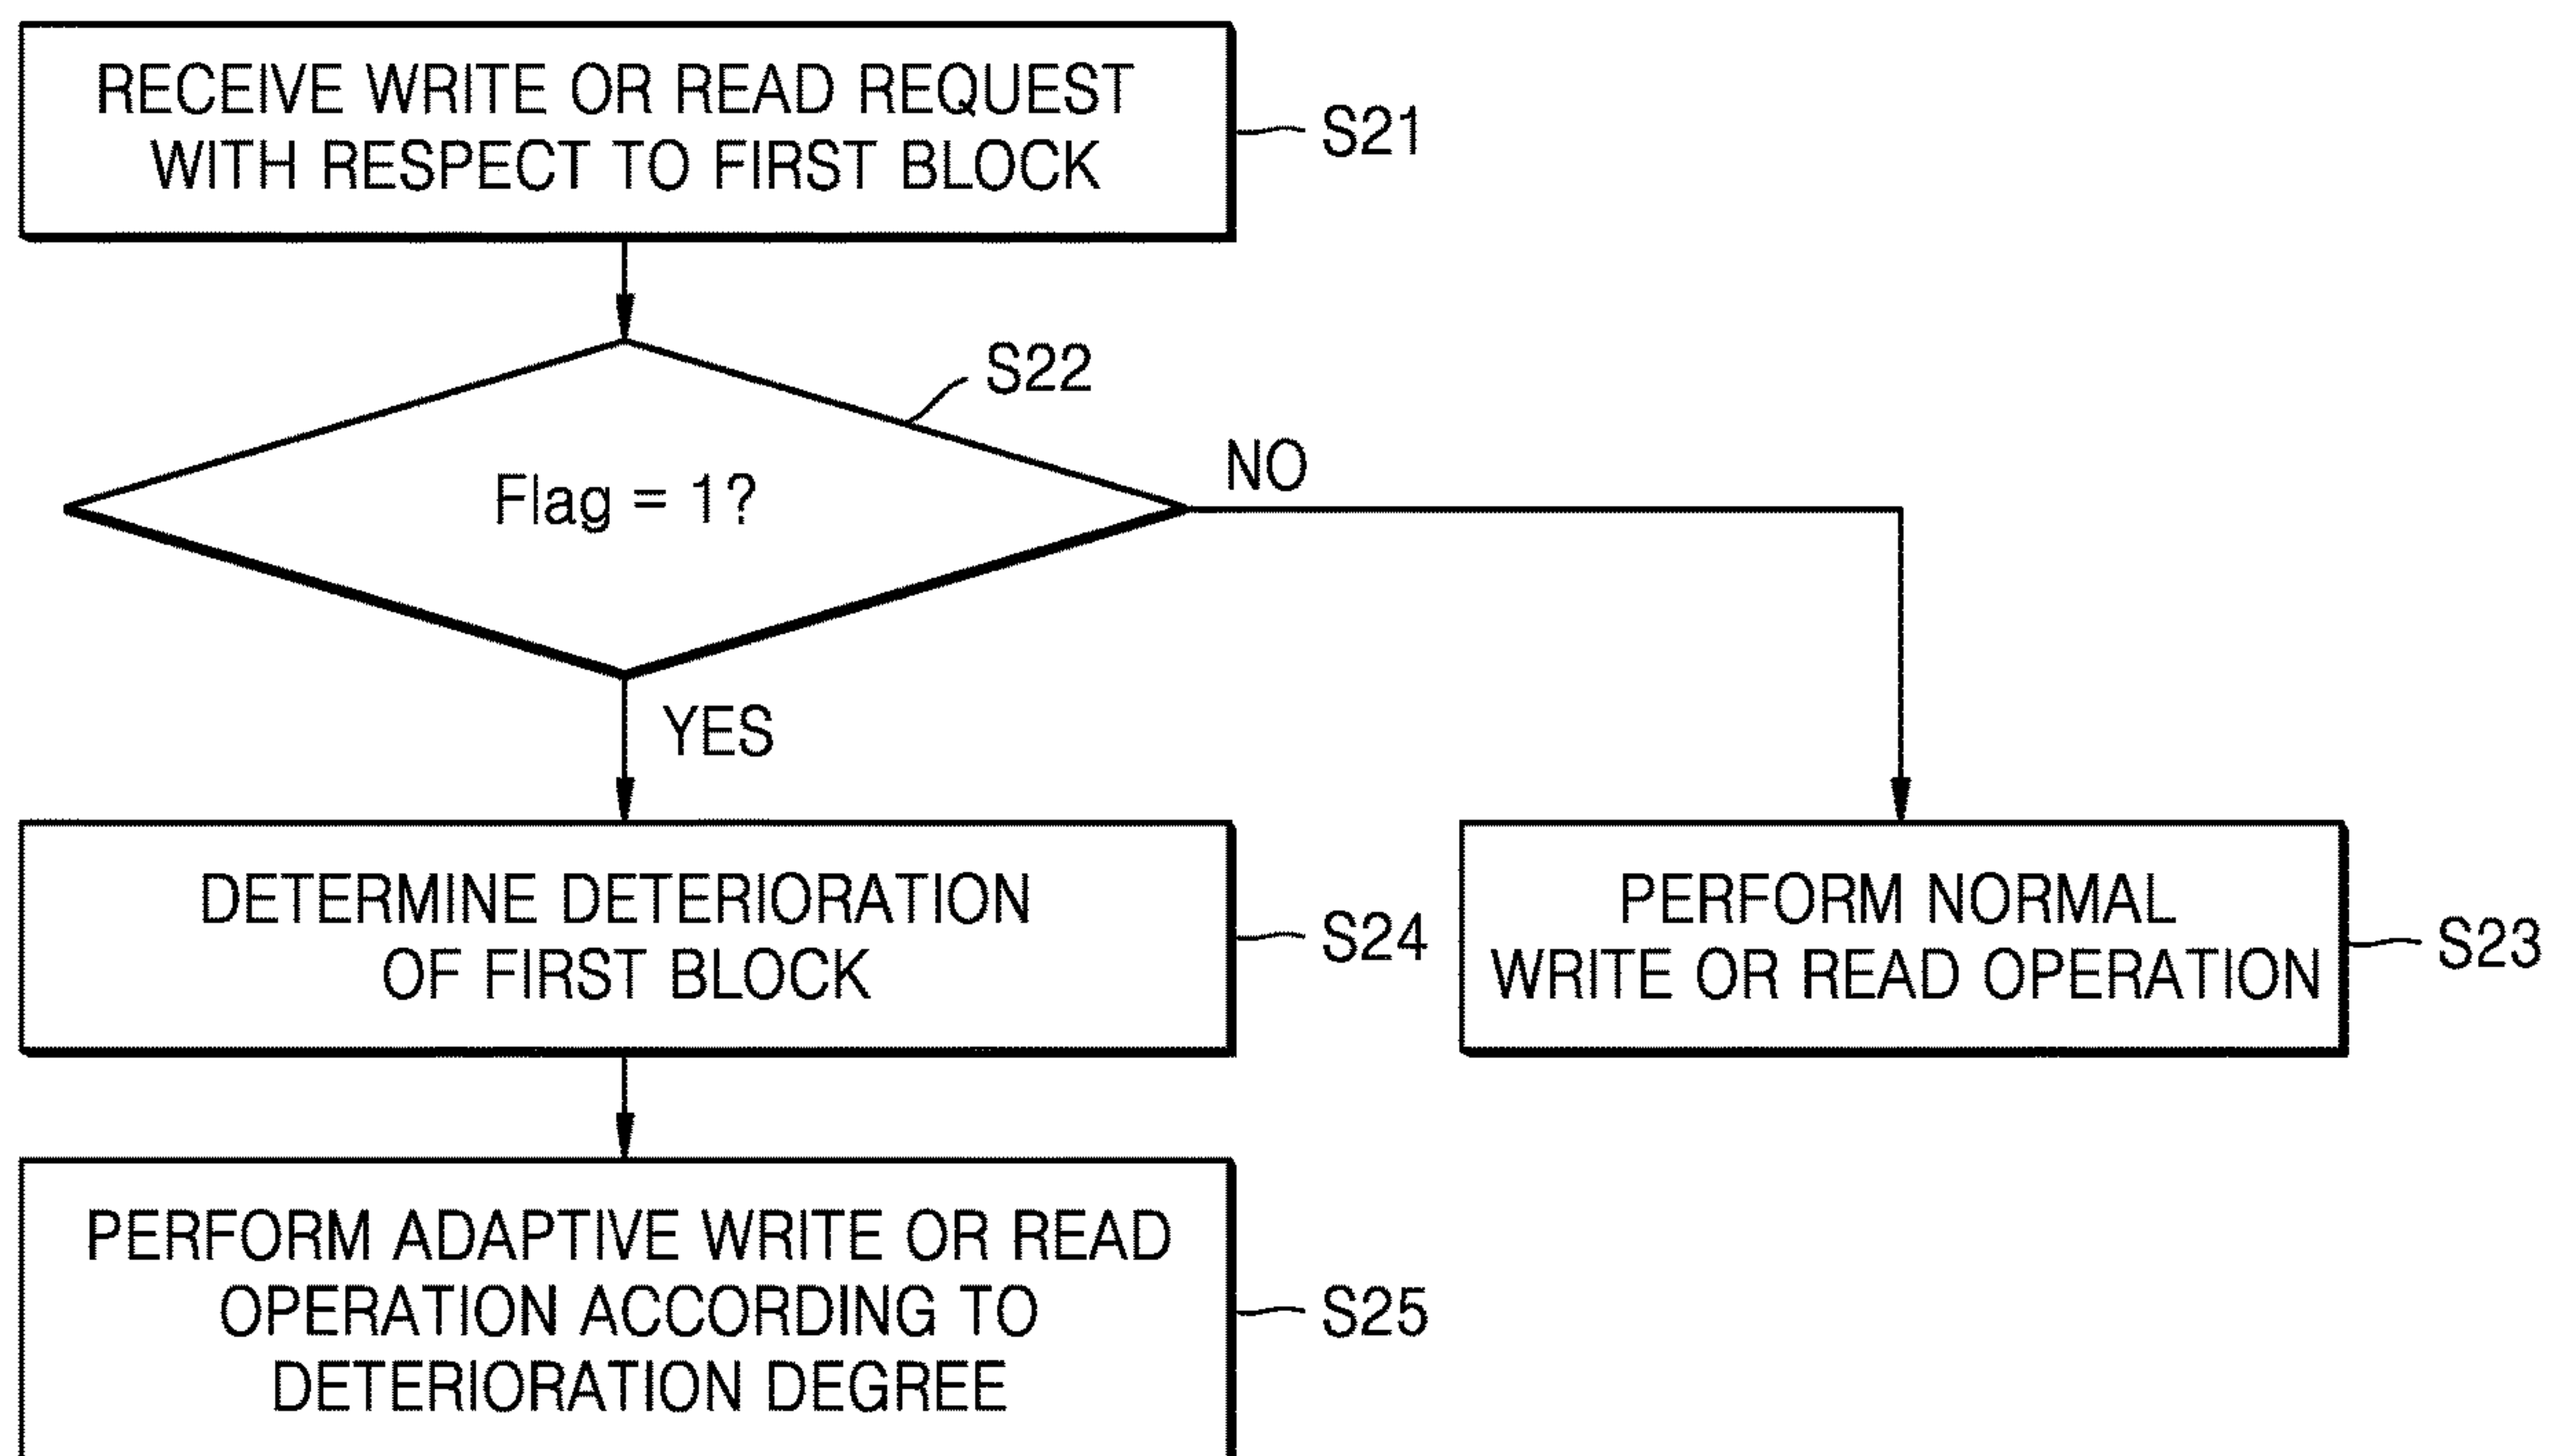 RECEIVE WRITE OR READ REQUEST
WITH RESPECT TO FIRST BLOCK
S21
S22
Flag = 1?
NO
YES
DETERMINE DETERIORATION
OF FIRST BLOCK
S24
PERFORM NORMAL
WRITE OR READ OPERATION
S23
PERFORM ADAPTIVE WRITE OR READ
OPERATION ACCORDING TO
DETERIORATION DEGREE
S25